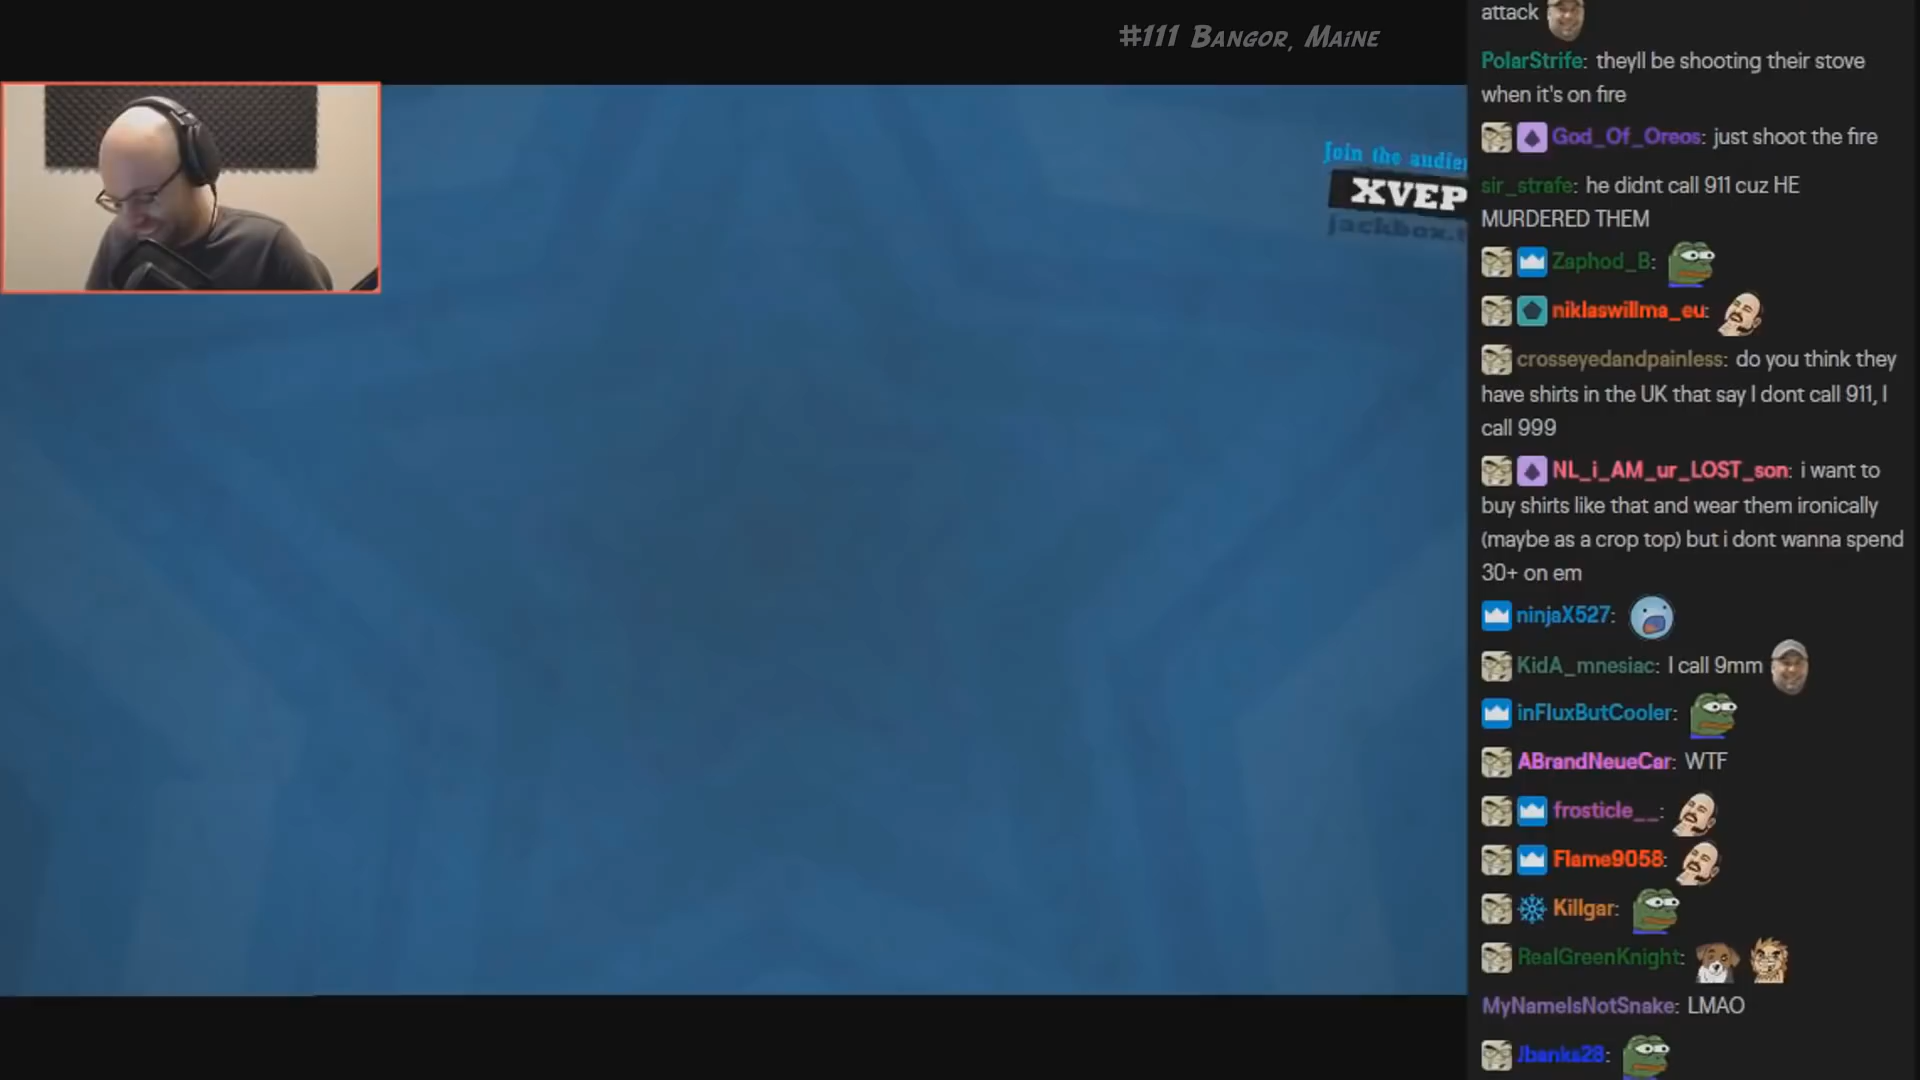 #111 Bangor, Maine
Join the audie
XVEP
jackbox.t
attack
PolarStrife: theyll be shooting their stove
when it's on fire
God_Of_Oreos: just shoot the fire
sir_strafe: he didnt call 911 cuz HE
MURDERED THEM
Zaphod_B:
niklaswillma_eu:
crosseyedandpainless: do you think they
have shirts in the UK that say I dont call 911, I
call 999
NL_i_AM_ur_LOST_son: i want to
buy shirts like that and wear them ironically
(maybe as a crop top) but i dont wanna spend
30+ on em
ninjaX527:
KidA_mnesiac: I call 9mm
inFluxButCooler:
ABrandNeueCar: WTF
frosticle__:
Flame9058:
Killgar:
RealGreenKnight:
MyNameIsNotSnake: LMAO
Jbanks28: